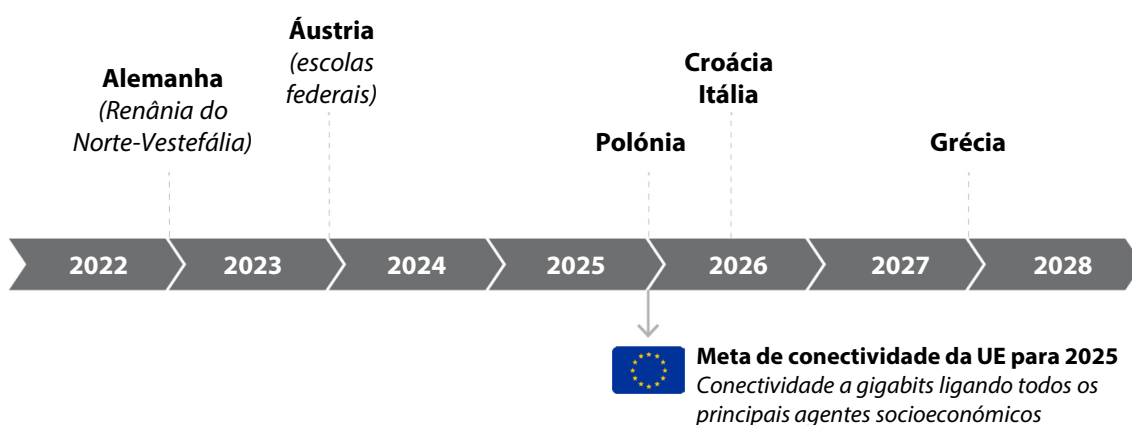 Áustria
(escolas
federais)
Alemanha
(Renânia do
Norte-Vestefália)
Croácia
Itália
Polónia
Grécia
2022
2023
2024
2025
2026
2027
2028
Meta de conectividade da UE para 2025
Conectividade a gigabits ligando todos os
principais agentes socioeconómicos